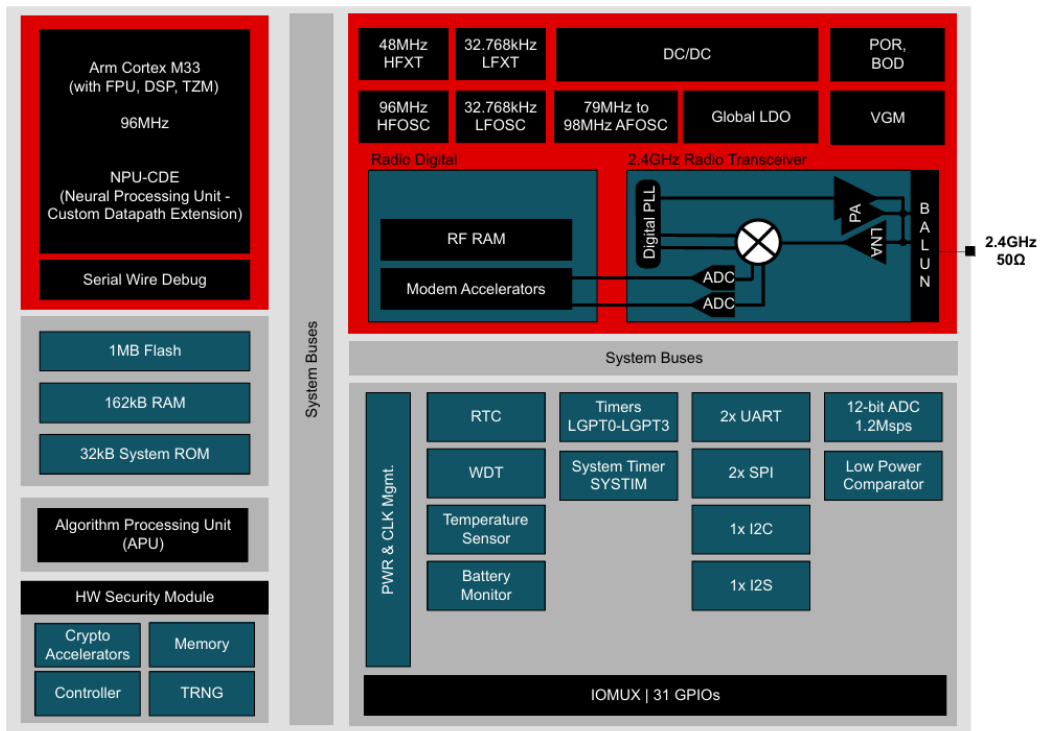 Arm Cortex M33
(with FPU, DSP, TZM)
96MHz
NPU-CDE
(Neural Processing Unit -
Custom Datapath Extension)
Serial Wire Debug
1MB Flash
162kB RAM
32kB System ROM
Algorithm Processing Unit
(APU)
HW Security Module
Crypto
Accelerators
Memory
Controller
TRNG
System Buses
48MHz
HFXT
32.768kHz
LFXT
DC/DC
POR,
BOD
96MHz
HFOSC
32.768kHz
LFOSC
79MHz to
98MHz AFOSC
Global LDO
VGM
Radio Digital
RF RAM
Modem Accelerators
2.4GHz Radio Transceiver
Digital PLL
ADC
ADC
PA
LNA
BALUN
2.4GHz
50Ω
System Buses
PWR & CLK Mgmt.
RTC
WDT
Temperature
Sensor
Battery
Monitor
Timers
LGPT0-LGPT3
System Timer
SYSTIM
2x UART
2x SPI
1x I2C
1x I2S
12-bit ADC
1.2Msps
Low Power
Comparator
IOMUX | 31 GPIOs